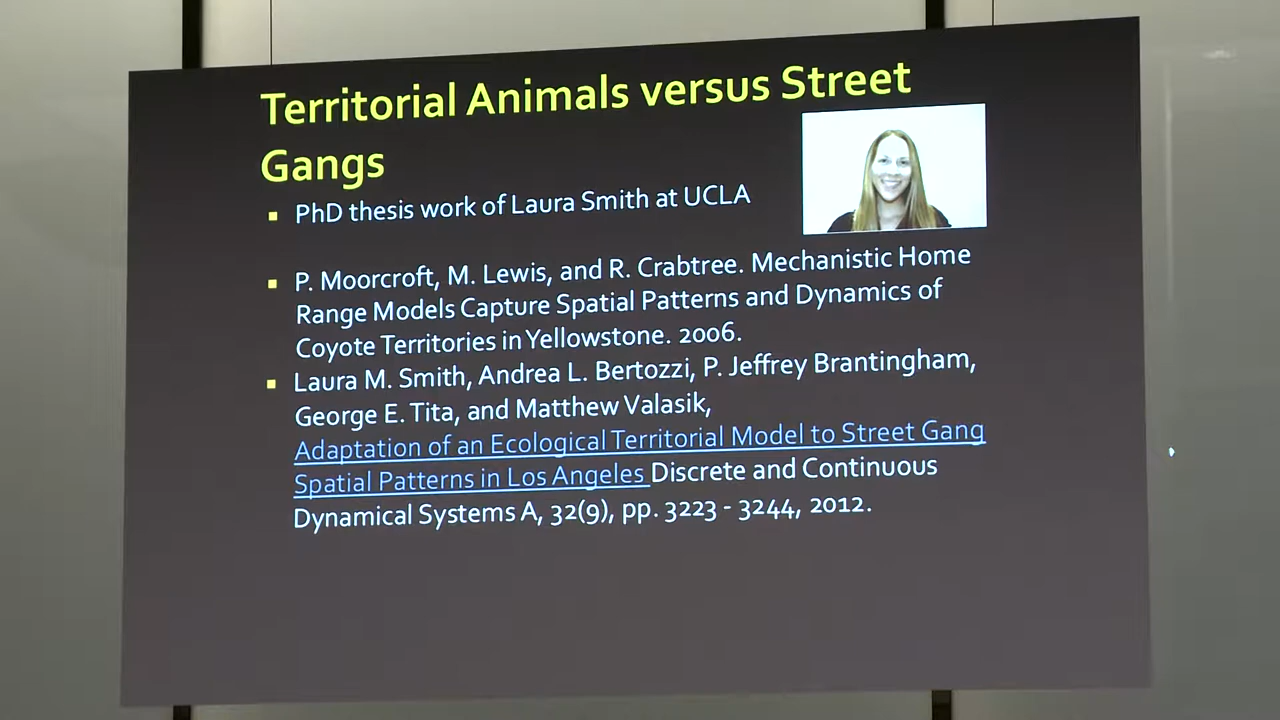 Territorial Animals versus Street
Gangs
PhD thesis work of Laura Smith at UCLA
P. Moorcroft, M. Lewis, and R. Crabtree. Mechanistic Home
Range Models Capture Spatial Patterns and Dynamics of
Coyote Territories in Yellowstone. 2006.
Laura M. Smith, Andrea L. Bertozzi, P. Jeffrey Brantingham,
George E. Tita, and Matthew Valasik,
Adaptation of an Ecological Territorial Model to Street Gang
Spatial Patterns in Los Angeles Discrete and Continuous
Dynamical Systems A, 32(9), pp. 3223 - 3244, 2012.